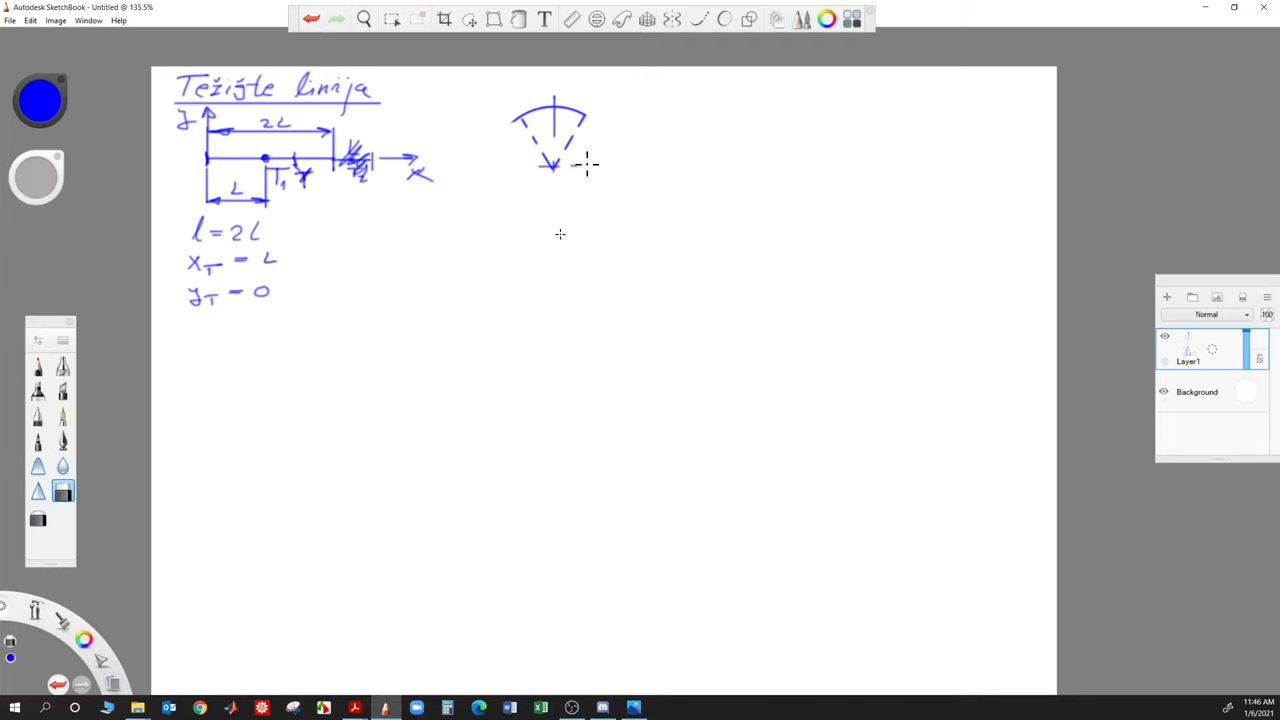 Autodesk SketchBook - Untitled @ 135.5%
File Edit Image Window Help
Težište linija
y
2L
x
L
T1
l = 2L
xT = L
yT = 0
Normal
100
Layer1
Background
11:46 AM
1/6/2021